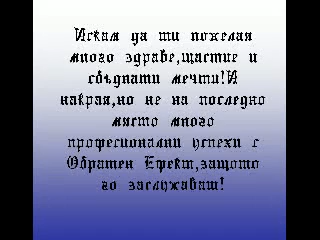 Искам да ти пожелая
много здраве,щастие и
сбъднати мечти!И
накрая,но не на последно
място много
професионални успехи с
Обратен Ефект,защото
го заслужаваш!